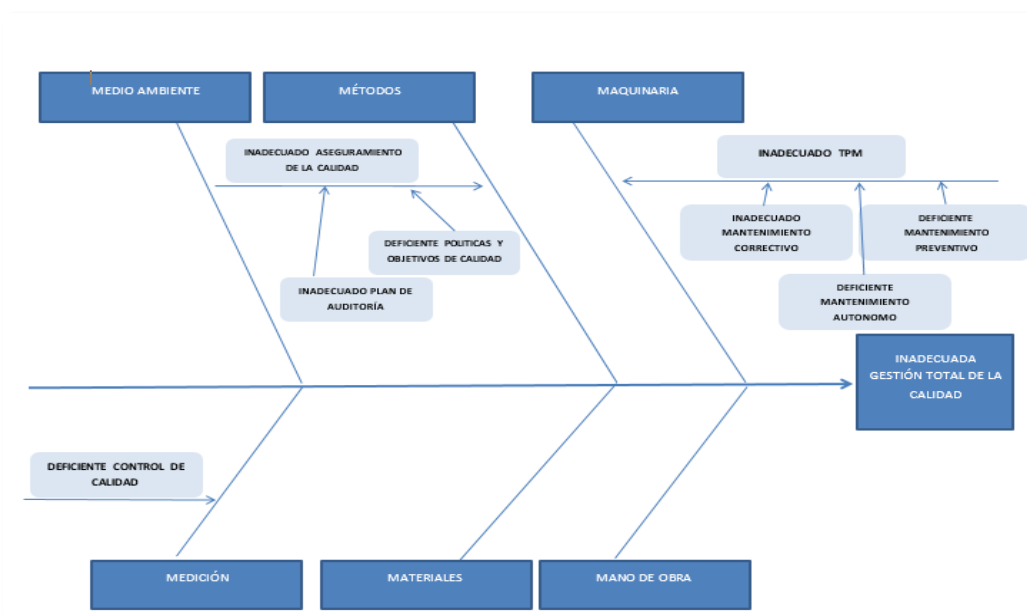 MEDIO AMBIENTE
MÉTODOS
MAQUINARIA
INADECUADO ASEGURAMIENTO
DE LA CALIDAD
INADECUADO TPM
DEFICIENTE POLITICAS Y
OBJETIVOS DE CALIDAD
INADECUADO PLAN DE
AUDITORÍA
INADECUADO
MANTENIMIENTO
CORRECTIVO
DEFICIENTE
MANTENIMIENTO
PREVENTIVO
DEFICIENTE
MANTENIMIENTO
AUTONOMO
INADECUADA
GESTIÓN TOTAL DE LA
CALIDAD
DEFICIENTE CONTROL DE
CALIDAD
MEDICIÓN
MATERIALES
MANO DE OBRA